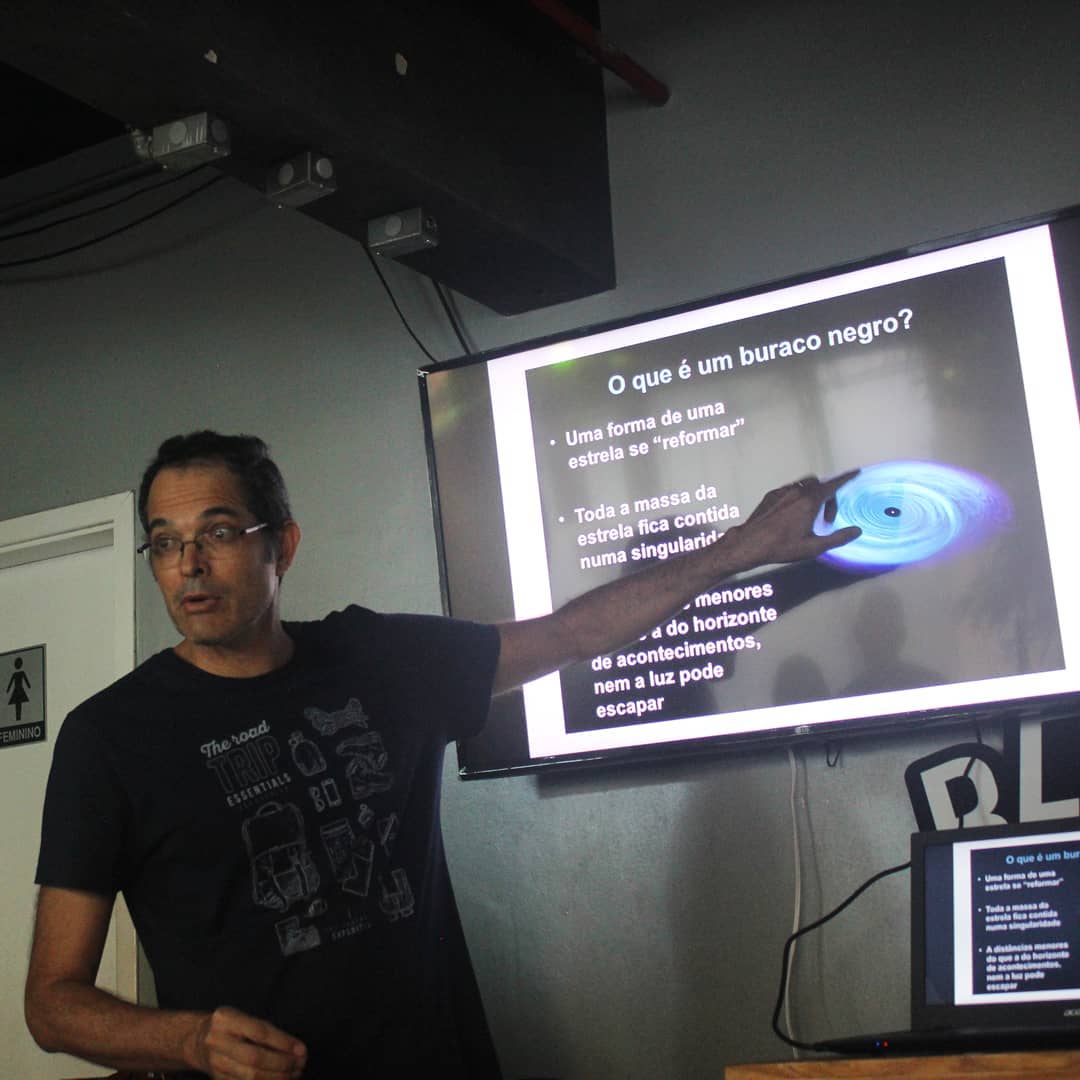 O que é um buraco negro?
• Uma forma de uma
estrela se “reformar”
• Toda a massa da
estrela fica contida
numa
menores
a do horizonte
de acontecimentos,
nem a luz pode
escapar
FEMININO
The road
TRIP
ESSENTIALS
BL
O que é um bur
• Uma forma de uma
estrela se “reformar”
• Toda a massa da
estrela fica contida
numa singularidade
• A distâncias menores
do que a do horizonte
de acontecimentos,
nem a luz pode
escapar